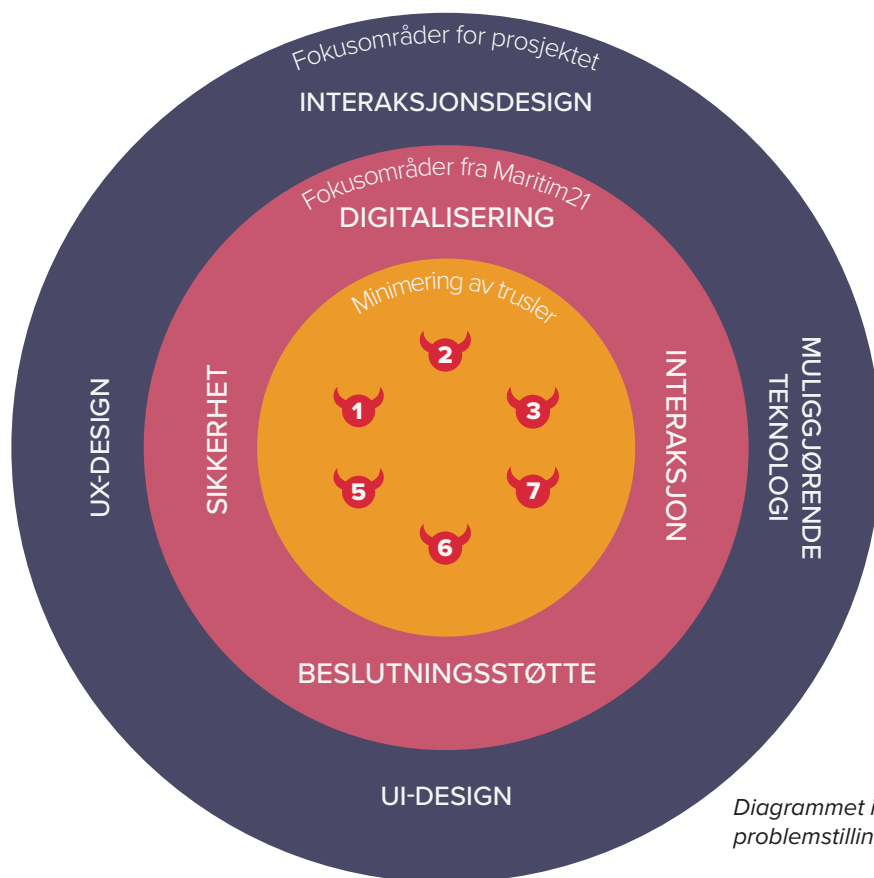 Fokusområder for prosjektet
INTERAKSJONSDESIGN
Fokusområder fra Maritim21
DIGITALISERING
Minimering av trusler
2
1
3
5
7
6
SIKKERHET
INTERAKSJON
UX-DESIGN
MULIGGJØRENDE
TEKNOLOGI
BESLUTNINGSSTØTTE
UI-DESIGN
Diagrammet
problemstillin